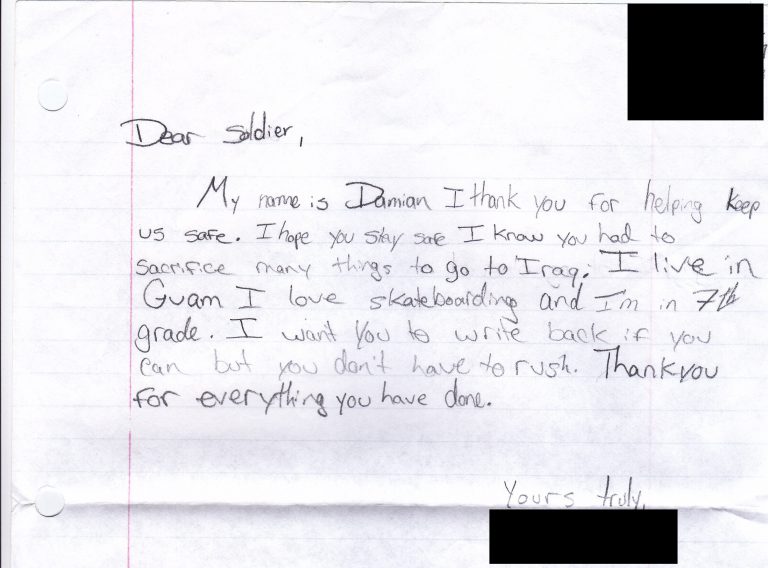 Dear Soldier,
My name is Damian I thank you for helping keep
us safe. I hope you stay safe I know you had to
sacrifice many things to go to Iraq. I live in
Guam I love skateboarding and I'm in 7th
grade. I want you to write back if you
can but you don't have to rush. Thank you
for everything you have done.
Yours truly,